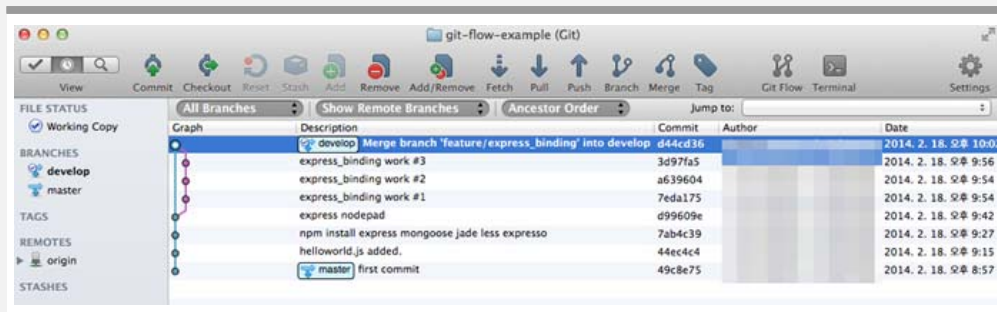 git-flow-example (Git)
View Commit Checkout Reset Stash Add Remove Add/Remove Fetch Pull Push Branch Merge Tag Git Flow Terminal Settings
FILE STATUS
Working Copy
BRANCHES
develop
master
TAGS
REMOTES
origin
STASHES
All Branches Show Remote Branches Ancestor Order Jump to:
Graph Description Commit Author Date
develop Merge branch 'feature/express_binding' into develop d44cd36 2014. 2. 18. 오후 10:0
express_binding work #3 3d97fa5 2014. 2. 18. 오후 9:56
express_binding work #2 a639604 2014. 2. 18. 오후 9:54
express_binding work #1 7eda175 2014. 2. 18. 오후 9:54
express nodepad d99609e 2014. 2. 18. 오후 9:42
npm install express mongoose jade less expresso 7ab4c39 2014. 2. 18. 오후 9:27
helloworld.js added. 44ec4c4 2014. 2. 18. 오후 9:15
master first commit 49c8e75 2014. 2. 18. 오후 8:57